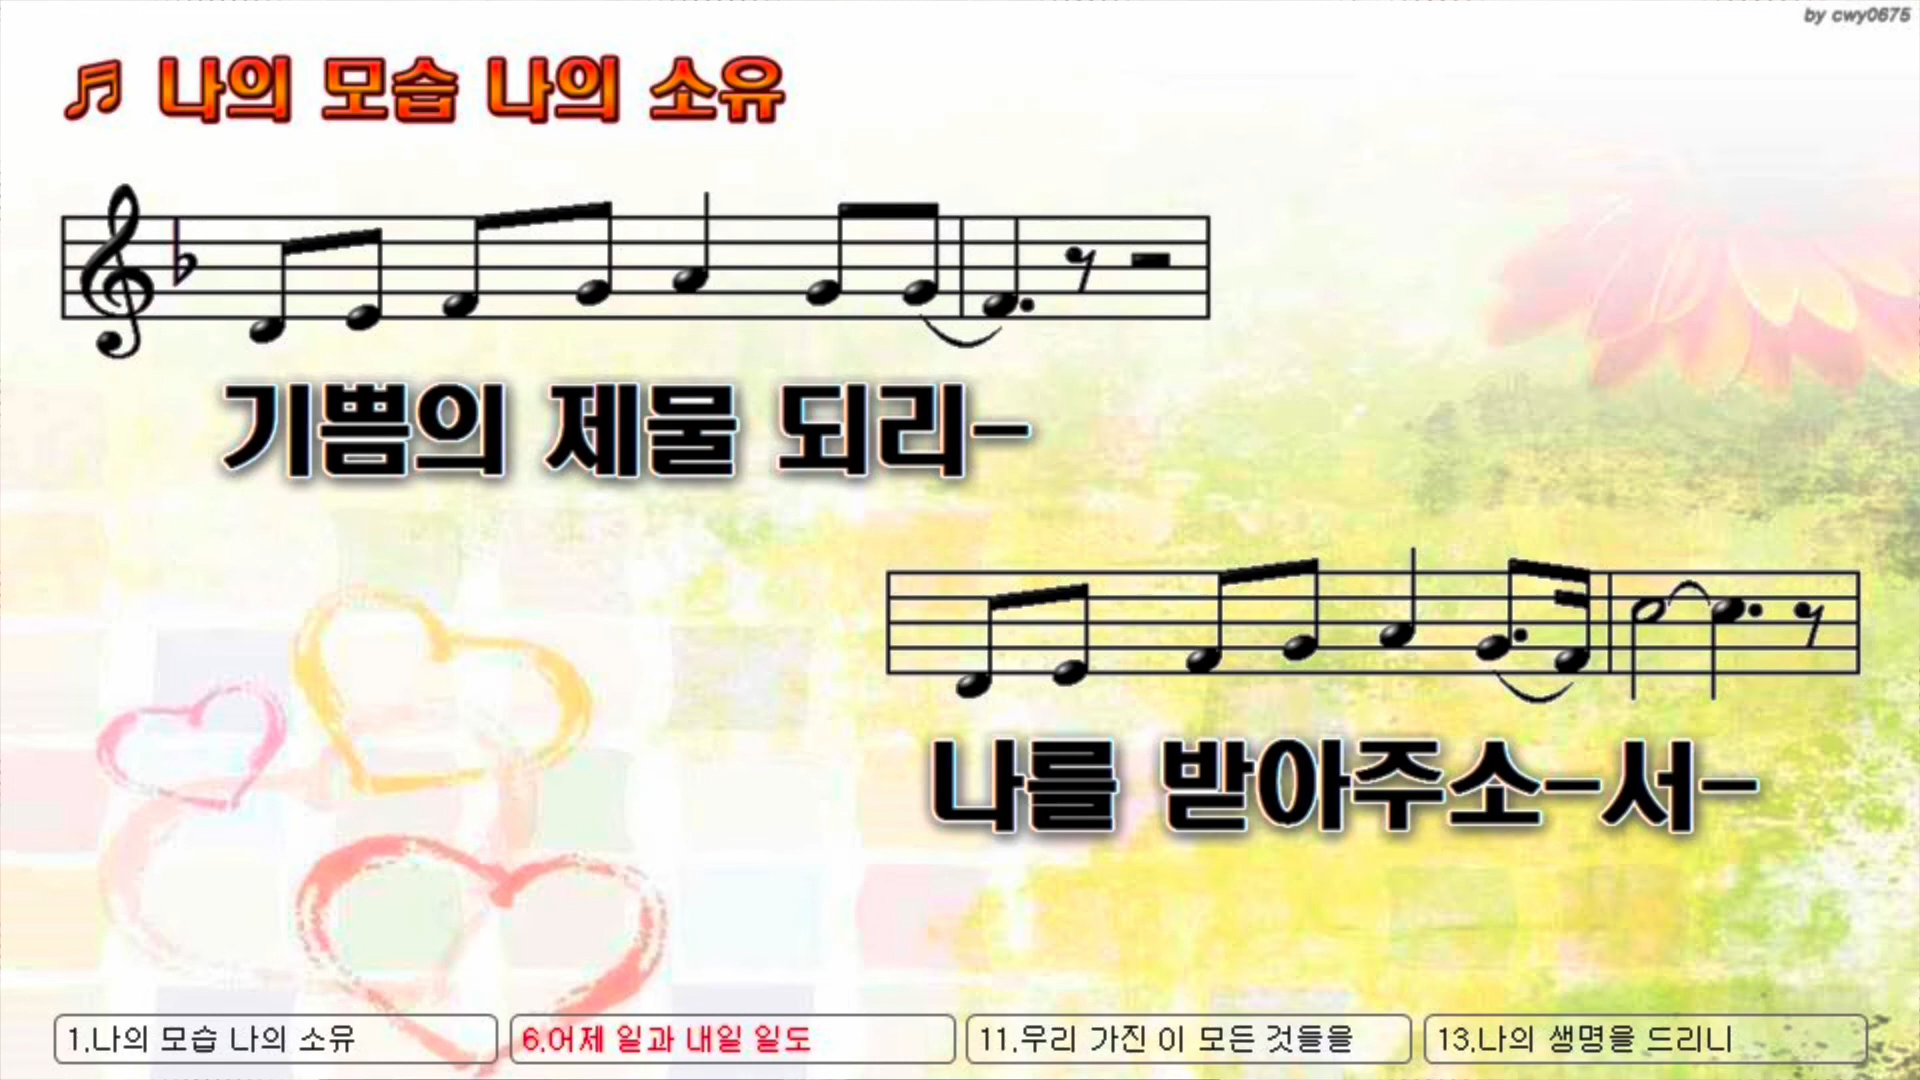 by cwy0675
나의 모습 나의 소유
기쁨의 제물 되리-
나를 받아주소-서-
1.나의 모습 나의 소유
6.어제 일과 내일 일도
11.우리 가진 이 모든 것들을
13.나의 생명을 드리니